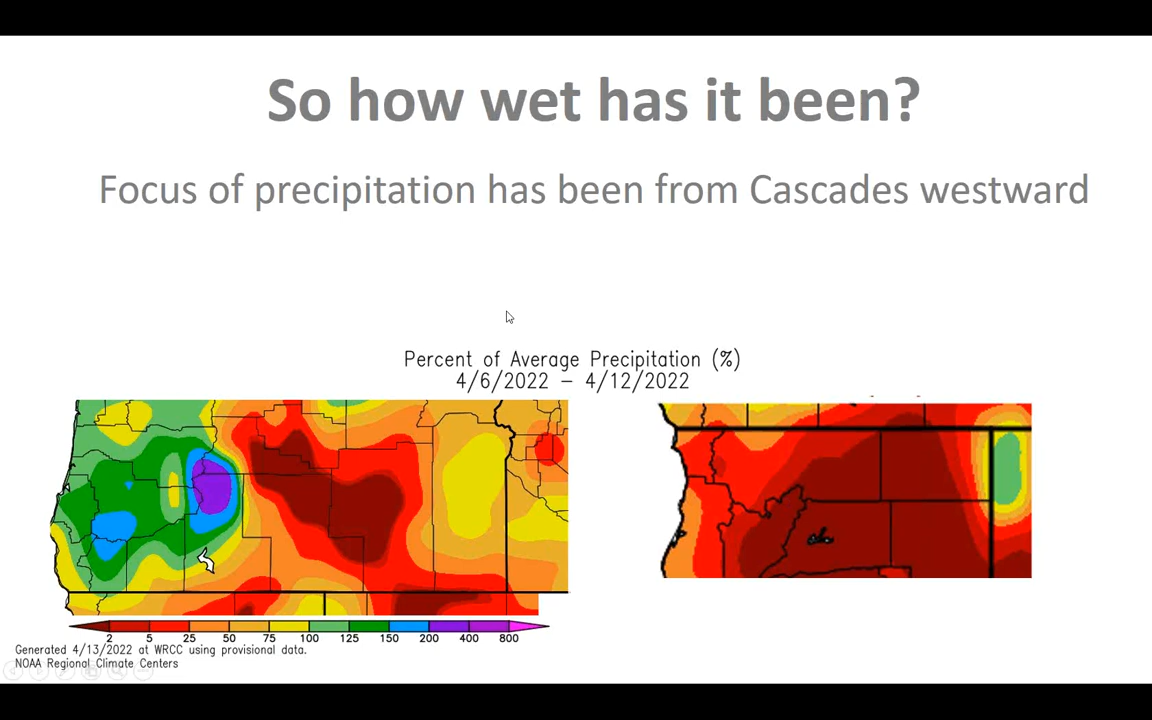 So how wet has it been?
Focus of precipitation has been from Cascades westward
Percent of Average Precipitation (%)
4/6/2022 – 4/12/2022
2 5 25 50 75 100 125 150 200 400 800
Generated 4/13/2022 at WRCC using provisional data.
NOAA Regional Climate Centers